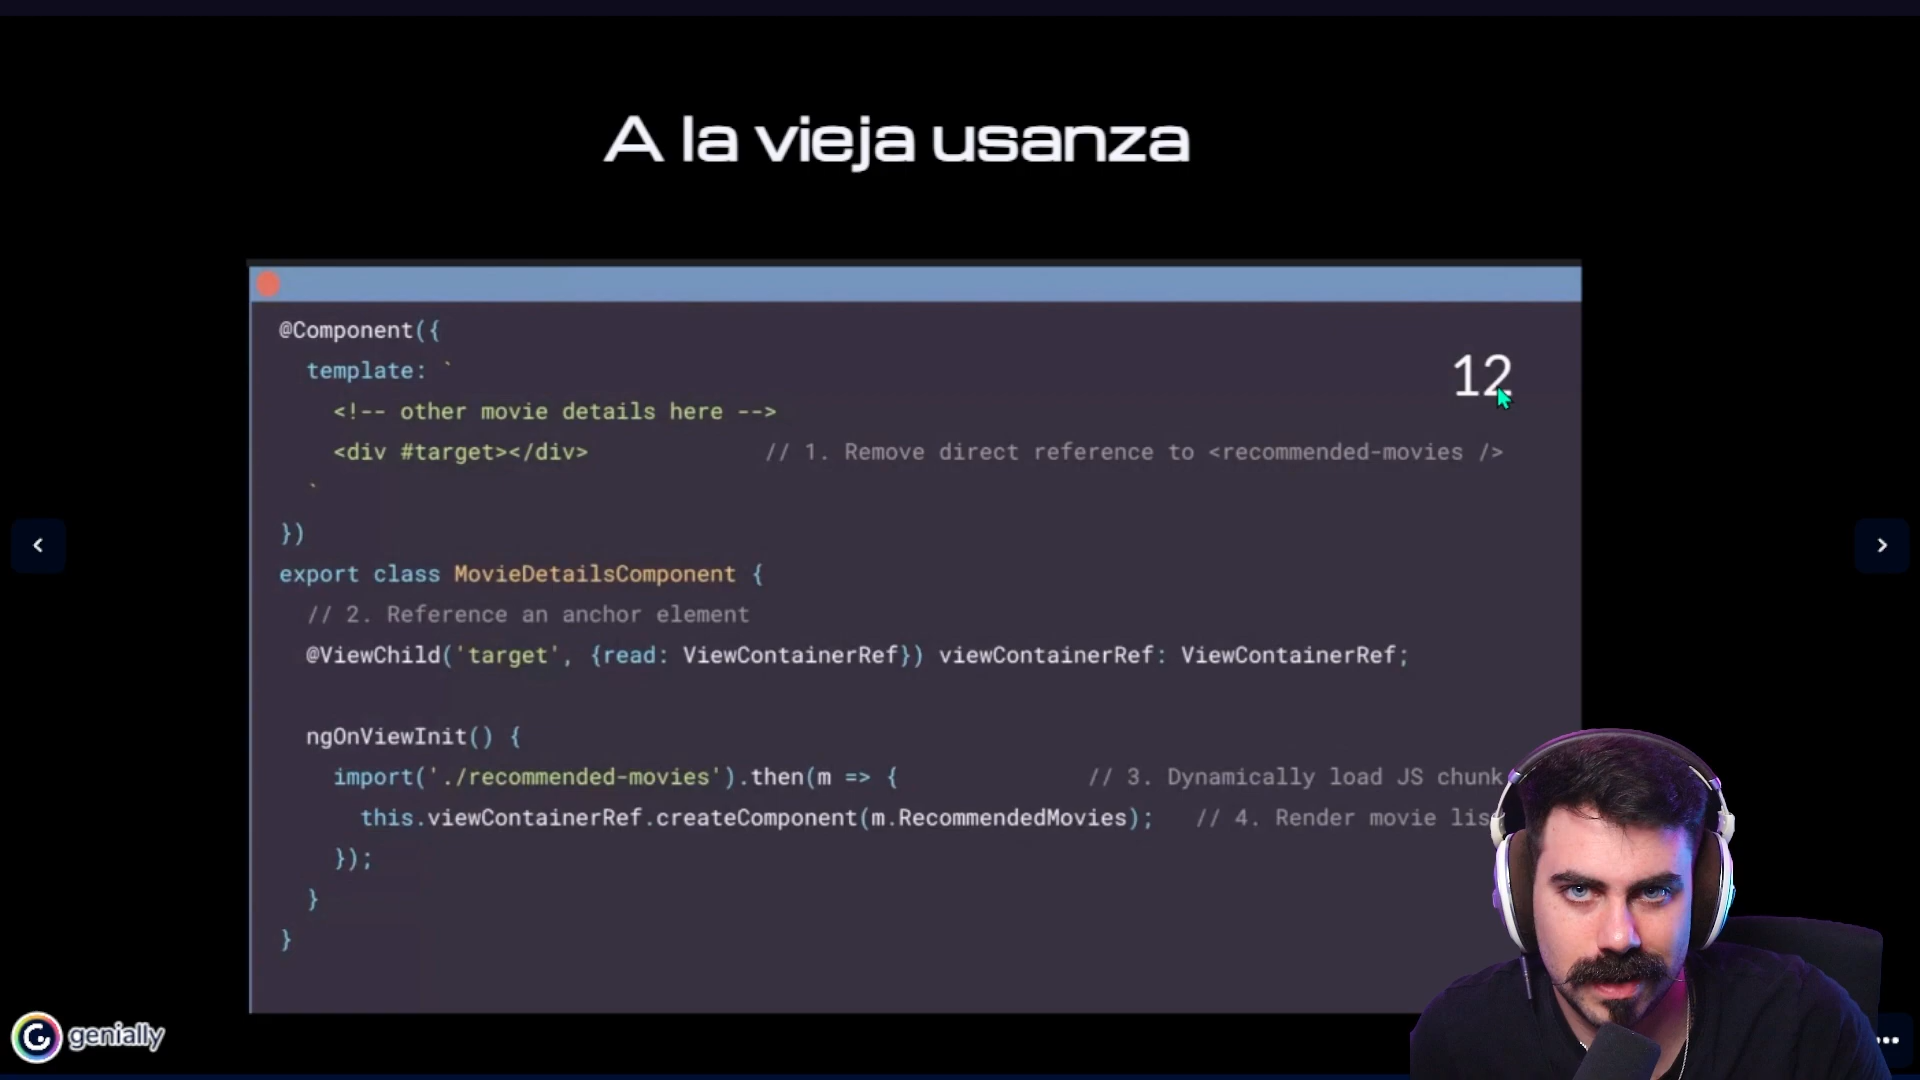 A la vieja usanza
@Component({
template: `
12
<!-- other movie details here -->
<div #target></div> // 1. Remove direct reference to <recommended-movies />
`
})
export class MovieDetailsComponent {
// 2. Reference an anchor element
@ViewChild('target', {read: ViewContainerRef}) viewContainerRef: ViewContainerRef;
ngOnViewInit() {
import('./recommended-movies').then(m => { // 3. Dynamically load JS chunk
this.viewContainerRef.createComponent(m.RecommendedMovies); // 4. Render movie
});
}
}
genially